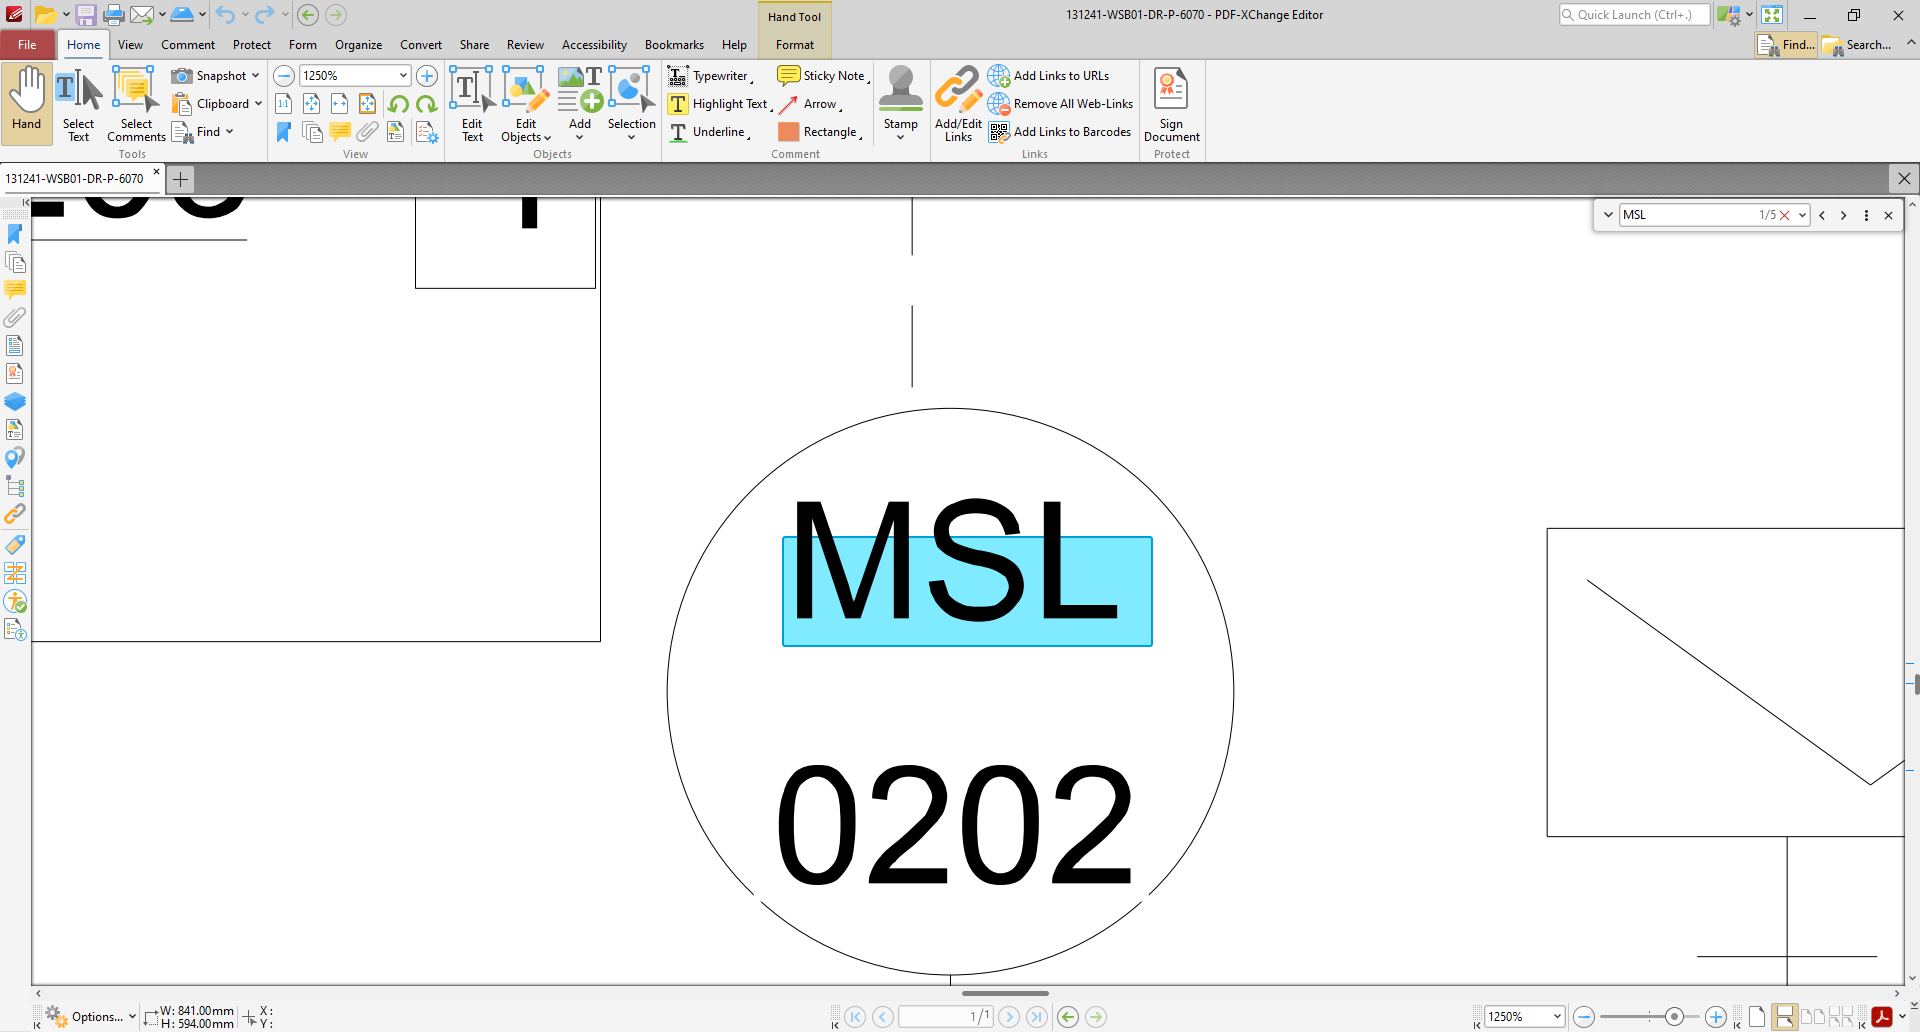 Hand Tool
131241-WSB01-DR-P-6070 - PDF-XChange Editor
Quick Launch (Ctrl+.)
File
Home
View
Comment
Protect
Form
Organize
Convert
Share
Review
Accessibility
Bookmarks
Help
Format
Find...
Search...
Hand
Select Text
Select Comments
Snapshot
Clipboard
Find
Tools
1250%
1:1
View
Edit Text
Edit Objects
Add
Selection
Objects
Typewriter
Highlight Text
Underline
Sticky Note
Arrow
Rectangle
Stamp
Comment
Add/Edit Links
Add Links to URLs
Remove All Web-Links
Add Links to Barcodes
Links
Sign Document
Protect
131241-WSB01-DR-P-6070
MSL 1/5
MSL
0202
Options...
W: 841.00mm
H: 594.00mm
X:
Y:
1/1
1250%